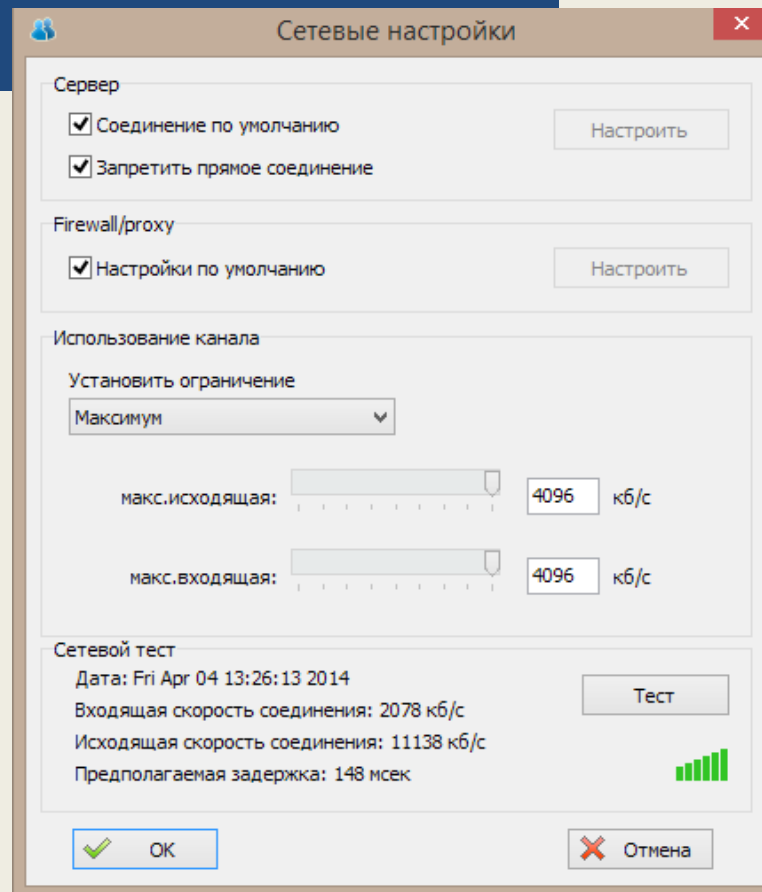 Сетевые настройки
Сервер
Соединение по умолчанию
Настроить
Запретить прямое соединение
Firewall/proxy
Настройки по умолчанию
Настроить
Использование канала
Установить ограничение
Максимум
макс.исходящая: 4096 кб/с
макс.входящая: 4096 кб/с
Сетевой тест
Дата: Fri Apr 04 13:26:13 2014
Тест
Входящая скорость соединения: 2078 кб/с
Исходящая скорость соединения: 11138 кб/с
Предполагаемая задержка: 148 мсек
OK
Отмена